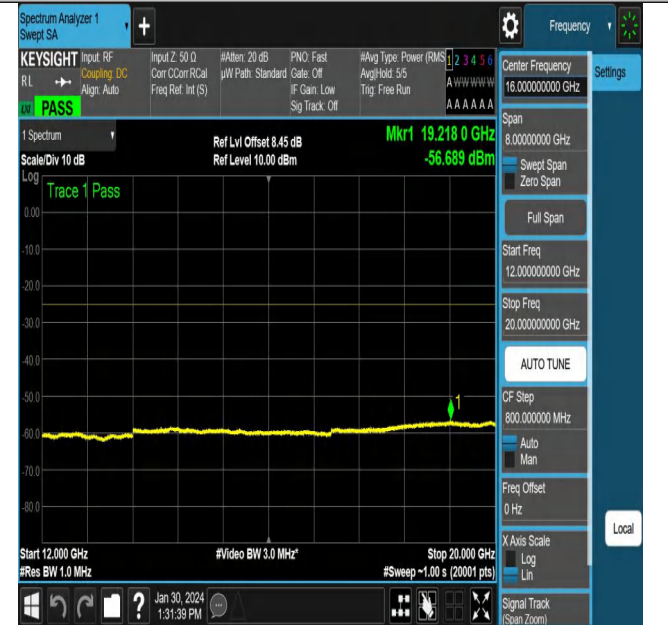 Spectrum Analyzer 1
Swept SA
+
Frequency
KEYSIGHT
R L
LXI
PASS
Input: RF
Coupling: DC
Align: Auto
Input Z: 50 Ω
Corr CCorr RCal
Freq Ref: Int (S)
#Atten: 20 dB
µW Path: Standard
PNO: Fast
Gate: Off
IF Gain: Low
Sig Track: Off
#Avg Type: Power (RMS
Avg|Hold: 5/5
Trig: Free Run
1 2 3 4 5 6
A W W W W W
A A A A A A
1 Spectrum
Scale/Div 10 dB
Ref Lvl Offset 8.45 dB
Ref Level 10.00 dBm
Mkr1 19.218 0 GHz
-56.689 dBm
Log
Trace 1 Pass
0.00
-10.0
-20.0
-30.0
-40.0
-50.0
-60.0
-70.0
-80.0
1
Start 12.000 GHz
#Res BW 1.0 MHz
#Video BW 3.0 MHz*
Stop 20.000 GHz
#Sweep ~1.00 s (20001 pts)
?
Jan 30, 2024
1:31:39 PM
Center Frequency
16.000000000 GHz
Settings
Span
8.00000000 GHz
Swept Span
Zero Span
Full Span
Start Freq
12.000000000 GHz
Stop Freq
20.000000000 GHz
AUTO TUNE
CF Step
800.000000 MHz
Auto
Man
Freq Offset
0 Hz
X Axis Scale
Log
Lin
Local
Signal Track
(Span Zoom)